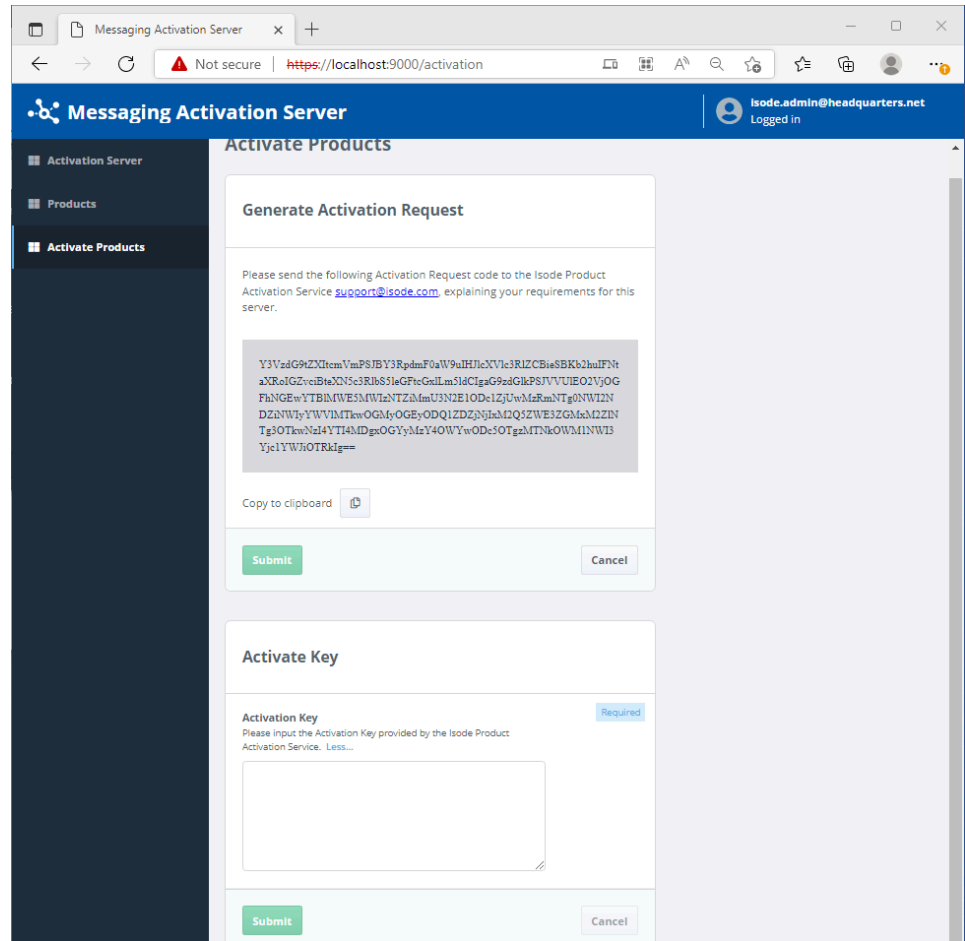 Messaging Activation Server
Not secure
https://localhost:9000/activation
Messaging Activation Server
isode.admin@headquarters.net
Logged in
Activation Server
Products
Activate Products
Activate Products
Generate Activation Request
Please send the following Activation Request code to the Isode Product
Activation Service support@isode.com, explaining your requirements for this
server.
Copy to clipboard
Submit
Cancel
Activate Key
Activation Key
Required
Please input the Activation Key provided by the Isode Product
Activation Service. Less...
Submit
Cancel